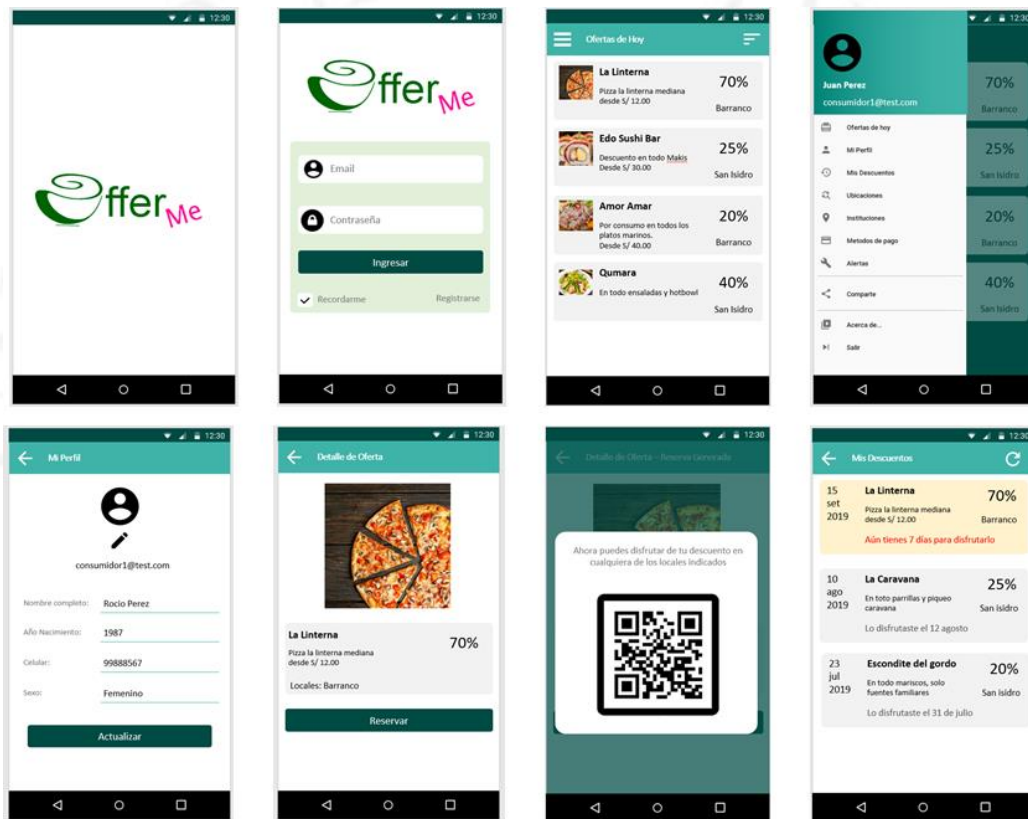 12:30
Offer Me
12:30
Offer Me
Email
Contraseña
Ingresar
Recordarme
Registrarse
12:30
Ofertas de Hoy
La Linterna
Pizza la linterna mediana
desde S/ 12.00
70%
Barranco
Edo Sushi Bar
Descuento en todo Makis
Desde S/ 30.00
25%
San Isidro
Amor Amar
Por consumo en todos los
platos marinos.
Desde S/ 40.00
20%
Barranco
Qumara
En todo ensaladas y hotbowl
40%
San Isidro
12:30
Juan Perez
consumidor1@test.com
Ofertas de hoy
Mi Perfil
Mis Descuentos
Ubicaciones
Instituciones
Metodos de pago
Alertas
Comparte
Acerca de...
Salir
70%
Barranco
25%
San Isidro
20%
Barranco
40%
San Isidro
12:30
Mi Perfil
consumidor1@test.com
Nombre completo: Rocio Perez
Año Nacimiento: 1987
Celular: 99888567
Sexo: Femenino
Actualizar
12:30
Detalle de Oferta
La Linterna
Pizza la linterna mediana
desde S/ 12.00
70%
Locales: Barranco
Reservar
12:30
Detalle de Oferta – Reserva Generada
Ahora puedes disfrutar de tu descuento en
cualquiera de los locales indicados
12:30
Mis Descuentos
15
set
2019
La Linterna
Pizza la linterna mediana
desde S/ 12.00
70%
Barranco
Aún tienes 7 días para disfrutarlo
10
ago
2019
La Caravana
En toto parrillas y piqueo
caravana
25%
San Isidro
Lo disfrutaste el 12 agosto
23
jul
2019
Escondite del gordo
En todo mariscos, solo
fuentes familiares
20%
San isidro
Lo disfrutaste el 31 de julio